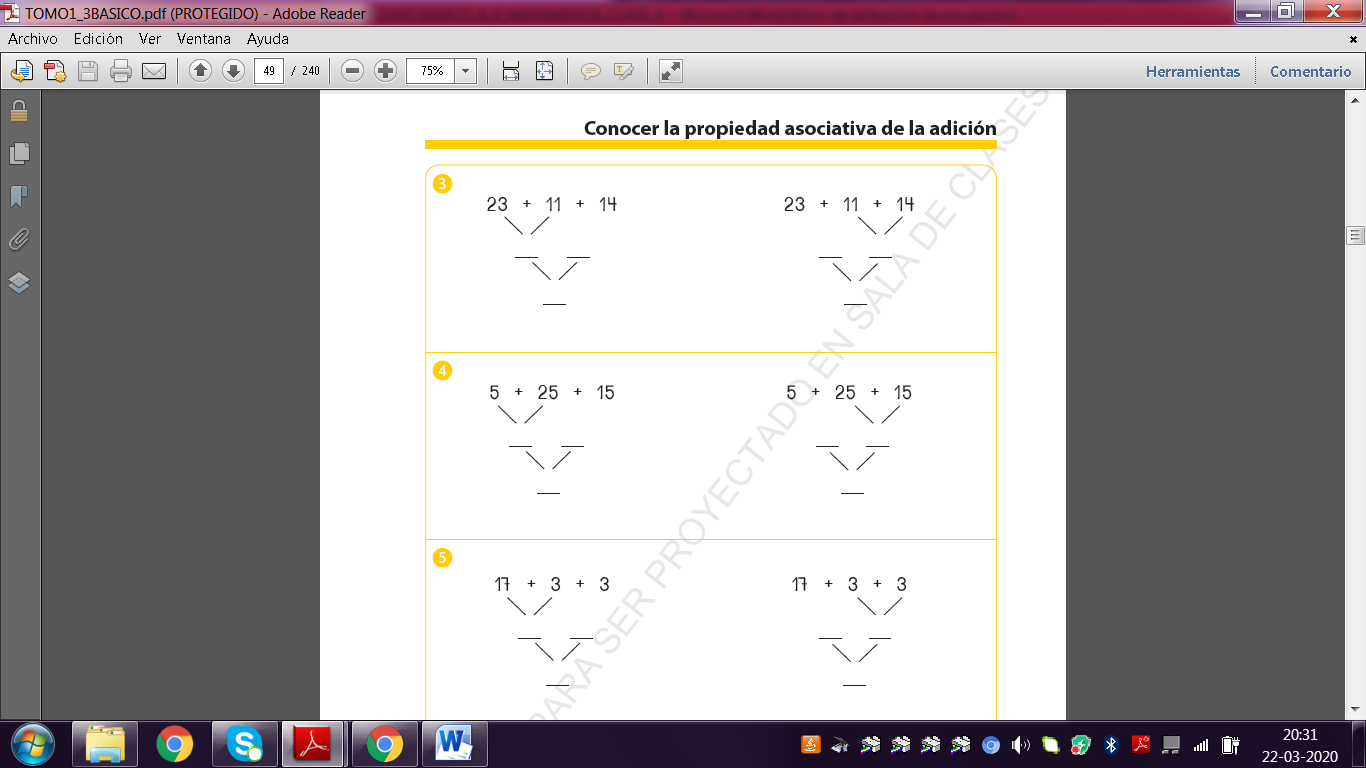 TOMO1_3BASICO.pdf (PROTEGIDO) - Adobe Reader
Archivo Edición Ver Ventana Ayuda
49 / 240 75% Herramientas Comentario
Conocer la propiedad asociativa de la adición
3
23 + 11 + 14 23 + 11 + 14
4
5 + 25 + 15 5 + 25 + 15
5
17 + 3 + 3 17 + 3 + 3
PARA SER PROYECTADO EN SALA DE CLASES
20:31
22-03-2020